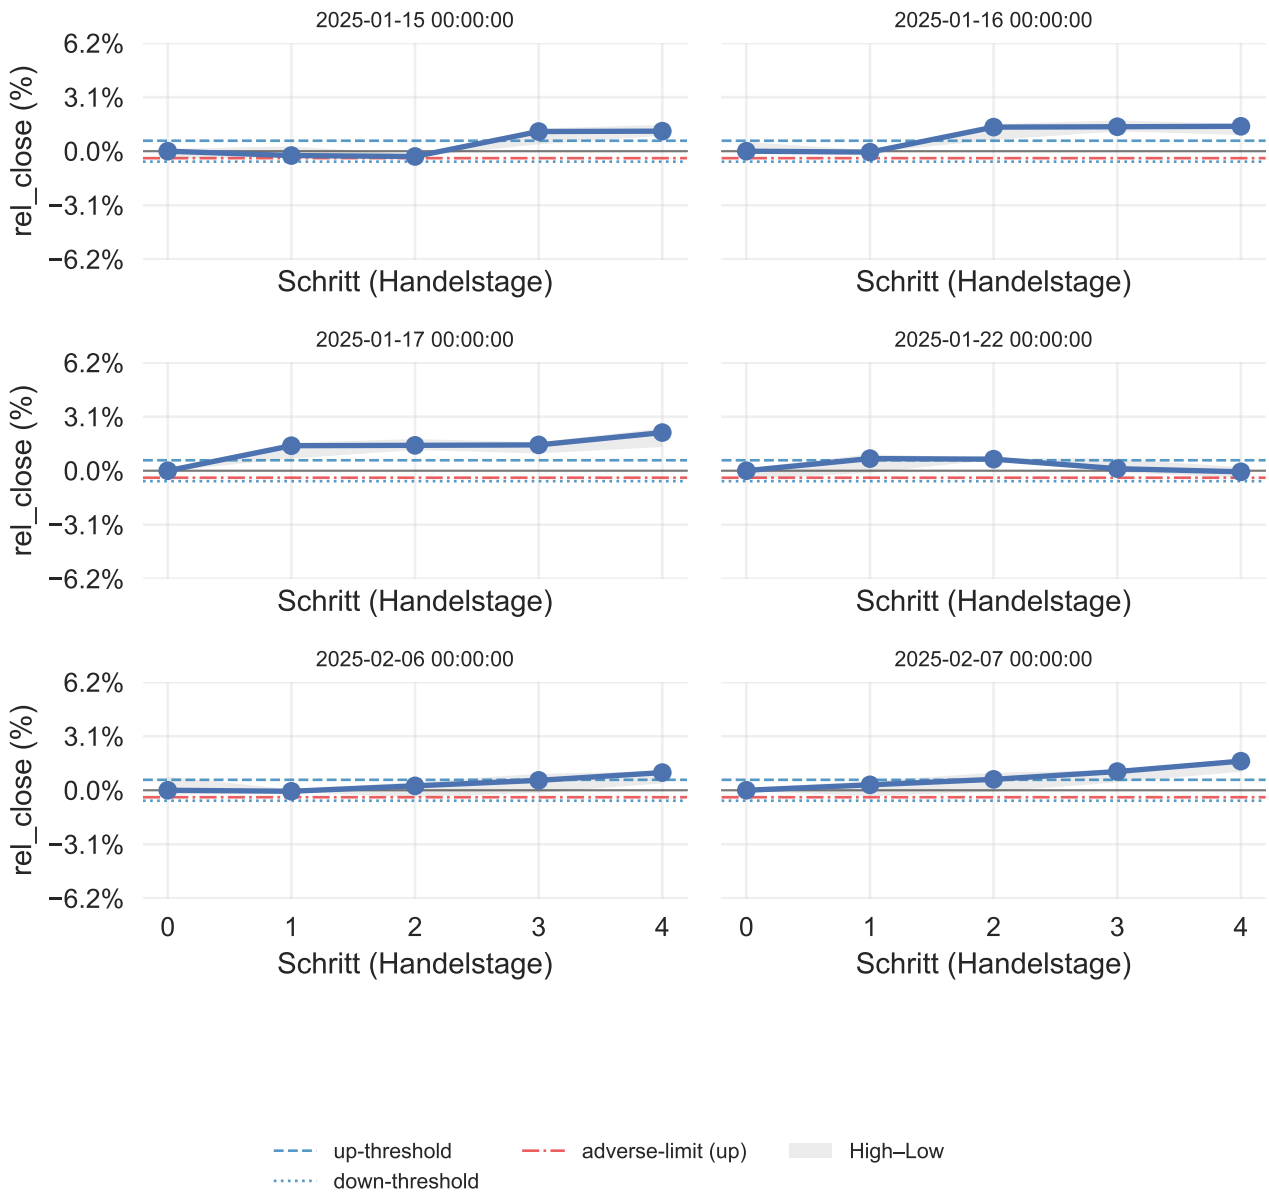 2025-01-15 00:00:00
2025-01-16 00:00:00
6.2%
3.1%
0.0%
−3.1%
−6.2%
rel_close (%)
Schritt (Handelstage)
Schritt (Handelstage)
2025-01-17 00:00:00
2025-01-22 00:00:00
6.2%
3.1%
0.0%
−3.1%
−6.2%
rel_close (%)
Schritt (Handelstage)
Schritt (Handelstage)
2025-02-06 00:00:00
2025-02-07 00:00:00
6.2%
3.1%
0.0%
−3.1%
−6.2%
rel_close (%)
0 1 2 3 4
0 1 2 3 4
Schritt (Handelstage)
Schritt (Handelstage)
up-threshold
down-threshold
adverse-limit (up)
High–Low